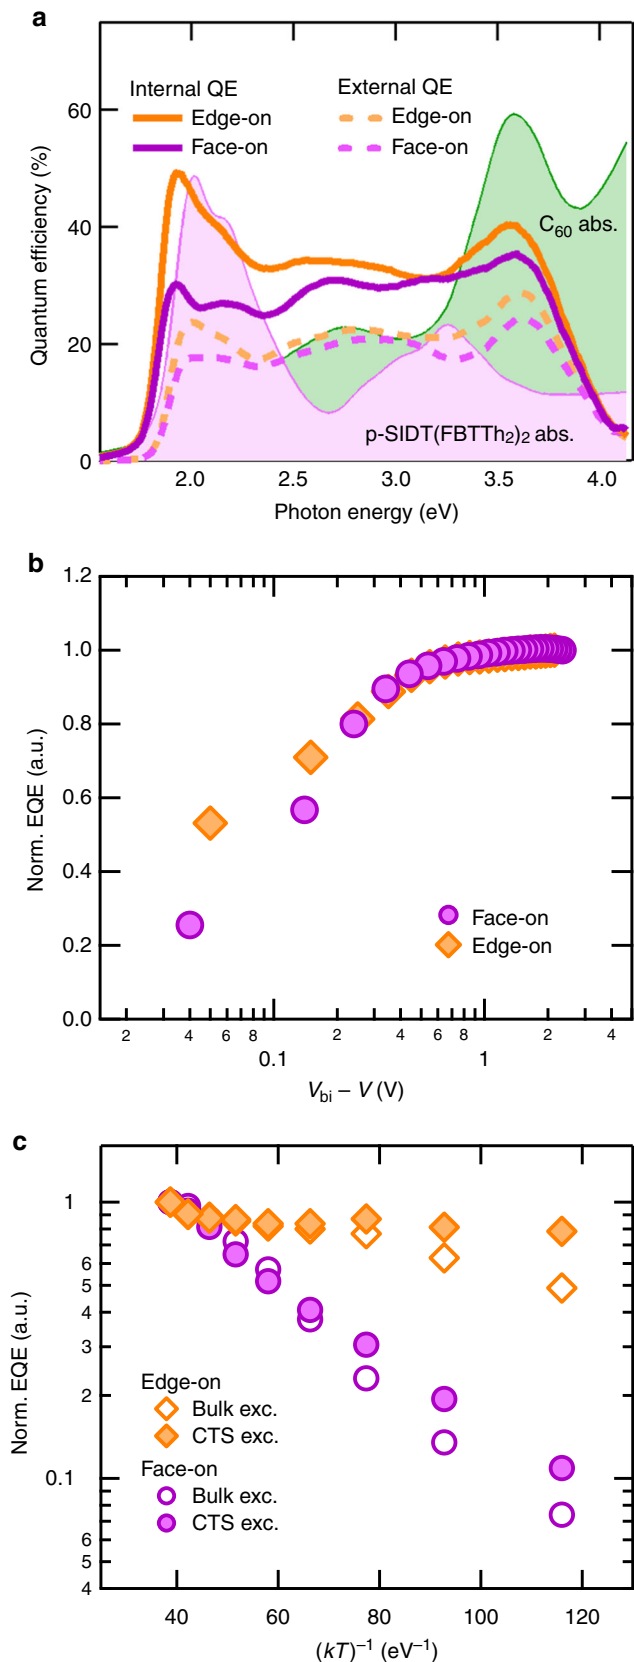 a
Internal QE
Edge-on
Face-on
External QE
Edge-on
Face-on
C60 abs.
p-SIDT(FBTTh2)2 abs.
Quantum efficiency (%)
60
40
20
0
2.0 2.5 3.0 3.5 4.0
Photon energy (eV)
b
Norm. EQE (a.u.)
1.2
1.0
0.8
0.6
0.4
0.2
0.0
Face-on
Edge-on
2 4 6 8 0.1 2 4 6 8 1 2 4
Vbi – V (V)
c
Norm. EQE (a.u.)
1
6
5
4
3
2
0.1
6
5
4
Edge-on
Bulk exc.
CTS exc.
Face-on
Bulk exc.
CTS exc.
40 60 80 100 120
(kT)–1 (eV–1)